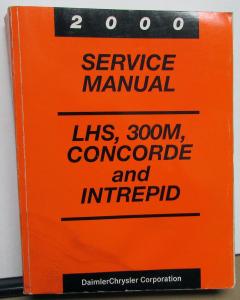 2000
SERVICE
MANUAL
LHS, 300M,
CONCORDE
and
INTREPID
DaimlerChrysler Corporation